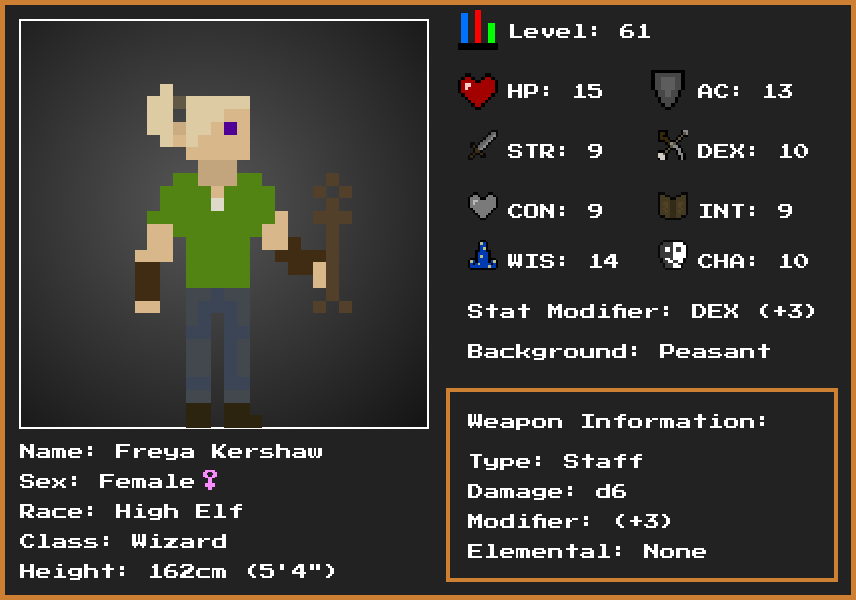 Level: 61
HP: 15 AC: 13
STR: 9 DEX: 10
CON: 9 INT: 9
WIS: 14 CHA: 10
Stat Modifier: DEX (+3)
Background: Peasant
Weapon Information:
Type: Staff
Damage: d6
Modifier: (+3)
Elemental: None
Name: Freya Kershaw
Sex: Female♀
Race: High Elf
Class: Wizard
Height: 162cm (5'4")